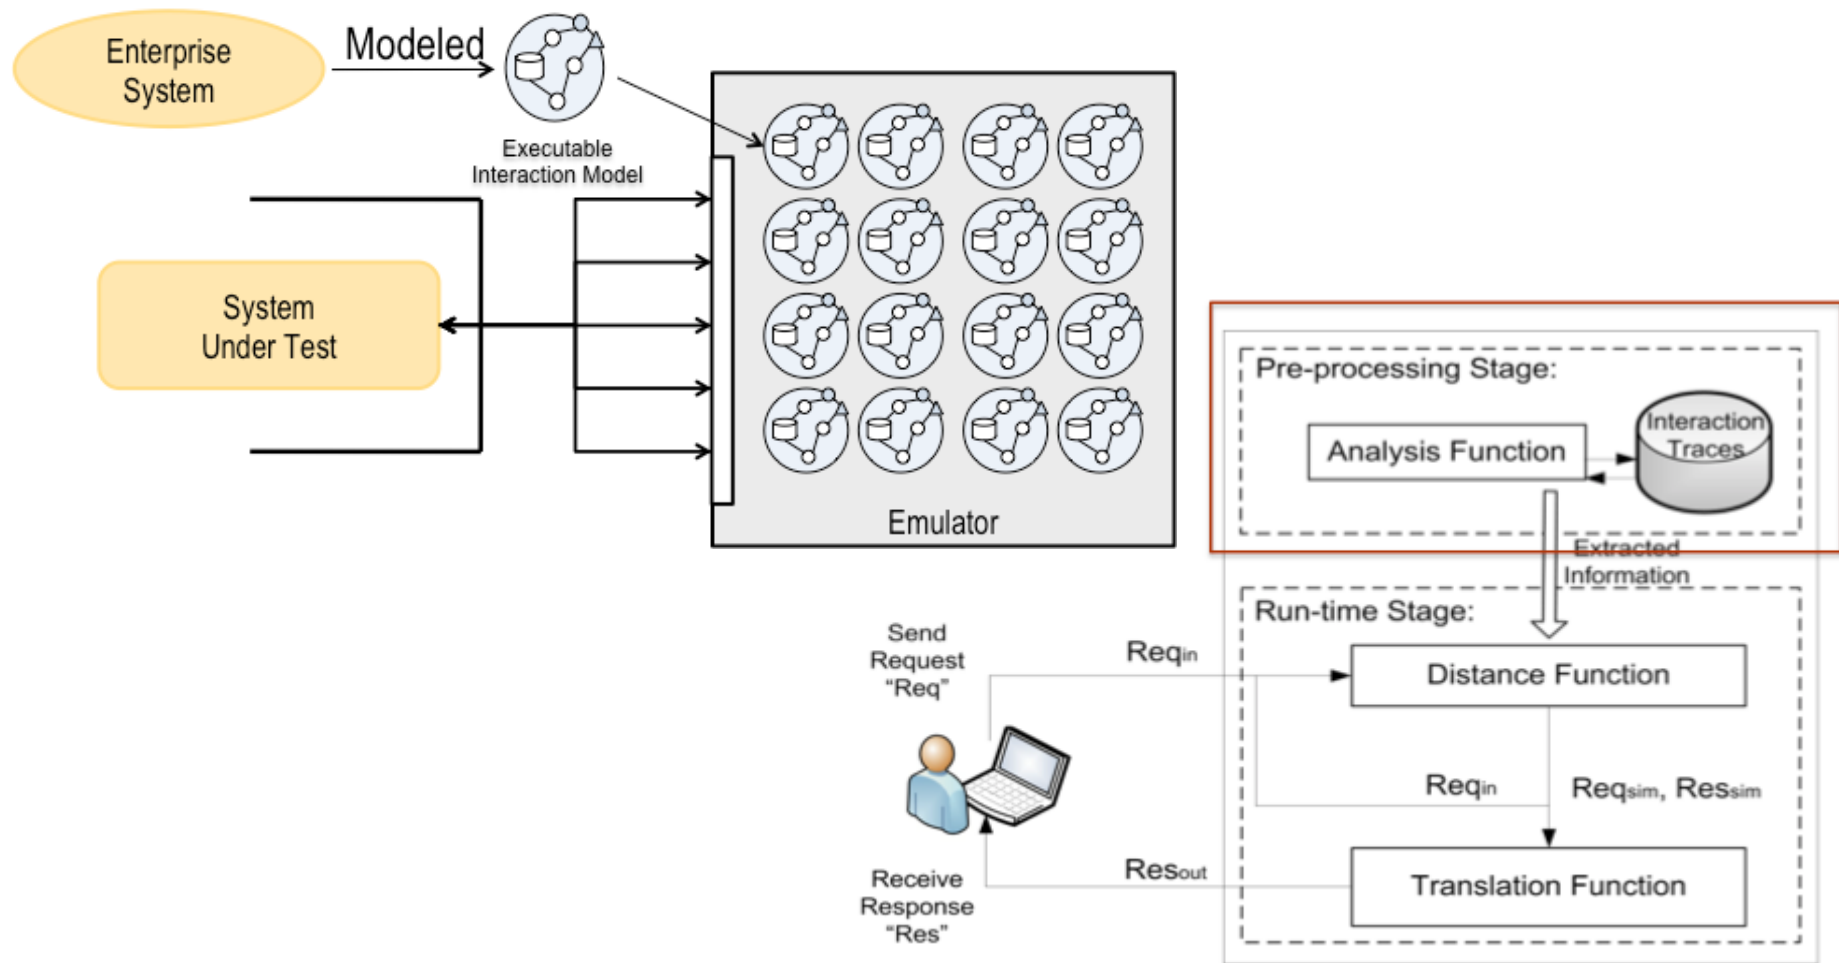 Enterprise
System
Modeled
Executable
Interaction Model
System
Under Test
Emulator
Pre-processing Stage:
Analysis Function
Interaction
Traces
Extracted
Information
Run-time Stage:
Send
Request
“Req”
Reqin
Distance Function
Reqin
Reqsim, Ressim
Resout
Translation Function
Receive
Response
“Res”